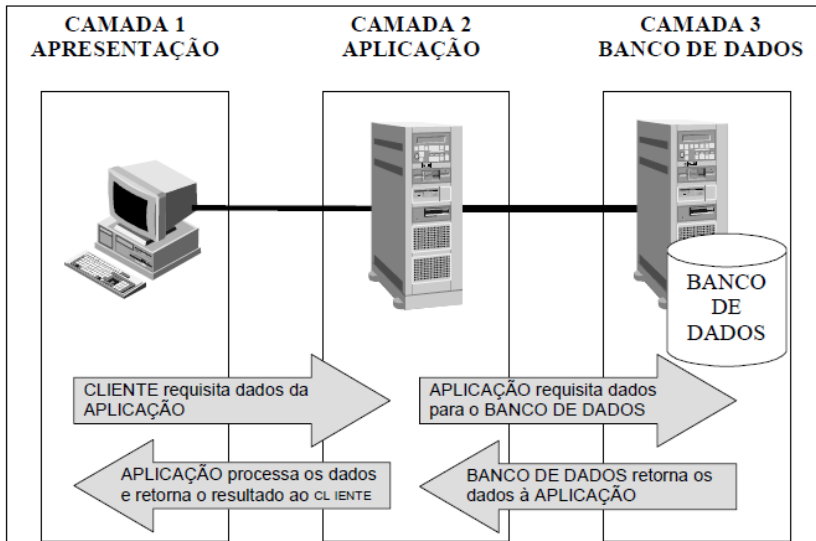 CAMADA 1
APRESENTAÇÃO
CAMADA 2
APLICAÇÃO
CAMADA 3
BANCO DE DADOS
BANCO
DE
DADOS
CLIENTE requisita dados da
APLICAÇÃO
APLICAÇÃO requisita dados
para o BANCO DE DADOS
APLICAÇÃO processa os dados
e retorna o resultado ao CL IENTE
BANCO DE DADOS retorna os
dados à APLICAÇÃO